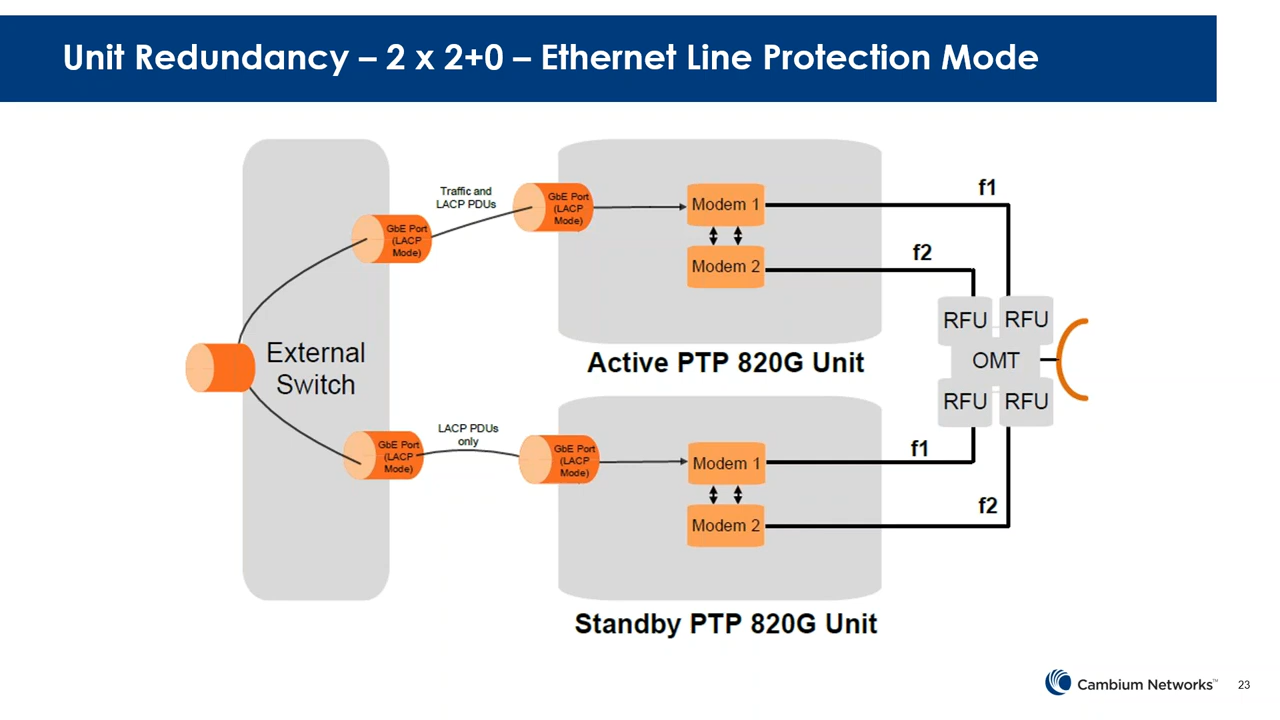 Unit Redundancy – 2 x 2+0 – Ethernet Line Protection Mode
Traffic and
LACP PDUs
GbE Port
(LACP
Mode)
GbE Port
(LACP
Mode)
Modem 1
Modem 2
f1
f2
RFU
RFU
OMT
RFU
RFU
External
Switch
Active PTP 820G Unit
LACP PDUs
only
GbE Port
(LACP
Mode)
GbE Port
(LACP
Mode)
Modem 1
Modem 2
f1
f2
Standby PTP 820G Unit
Cambium Networks™
23